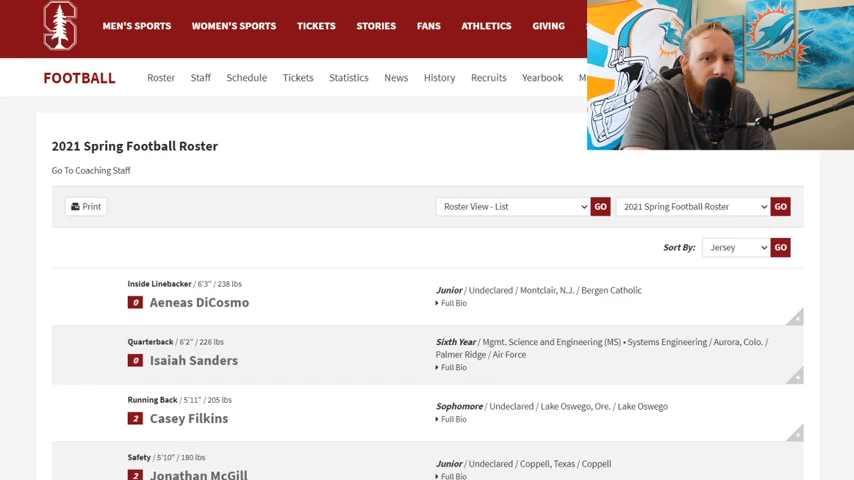 MEN'S SPORTS WOMEN'S SPORTS TICKETS STORIES FANS ATHLETICS GIVING
FOOTBALL Roster Staff Schedule Tickets Statistics News History Recruits Yearbook
2021 Spring Football Roster
Go To Coaching Staff
Print Roster View - List GO 2021 Spring Football Roster GO
Sort By: Jersey GO
Inside Linebacker / 6'3" / 238 lbs
0 Aeneas DiCosmo
Junior / Undeclared / Montclair, N.J. / Bergen Catholic
Full Bio
Quarterback / 6'2" / 226 lbs
0 Isaiah Sanders
Sixth Year / Mgmt. Science and Engineering (MS) • Systems Engineering / Aurora, Colo. /
Palmer Ridge / Air Force
Full Bio
Running Back / 5'11" / 205 lbs
2 Casey Filkins
Sophomore / Undeclared / Lake Oswego, Ore. / Lake Oswego
Full Bio
Safety / 5'10" / 180 lbs
2 Jonathan McGill
Junior / Undeclared / Coppell, Texas / Coppell
Full Bio